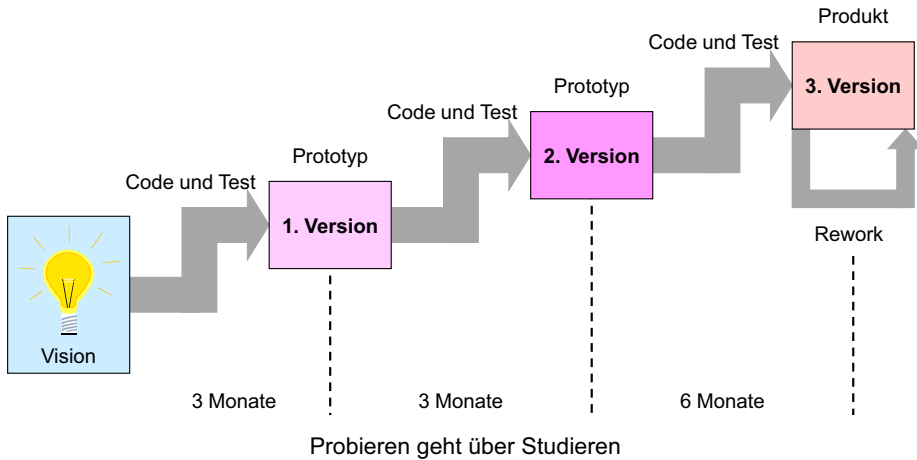 Produkt
Code und Test
3. Version
Prototyp
Code und Test
2. Version
Prototyp
Code und Test
1. Version
Rework
Vision
3 Monate
3 Monate
6 Monate
Probieren geht über Studieren